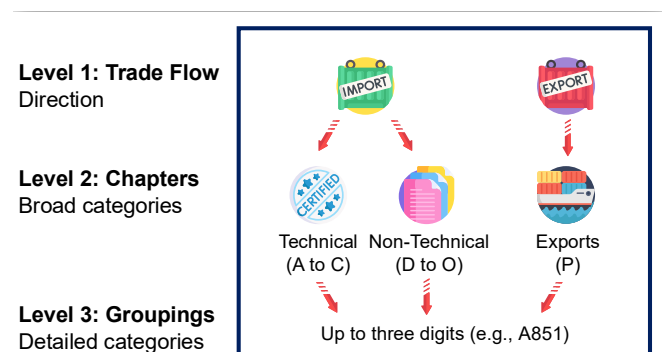 Level 1: Trade Flow
Direction
IMPORT
EXPORT
Level 2: Chapters
Broad categories
CERTIFIED
Technical
(A to C)
Non-Technical
(D to O)
Exports
(P)
Level 3: Groupings
Detailed categories
Up to three digits (e.g., A851)